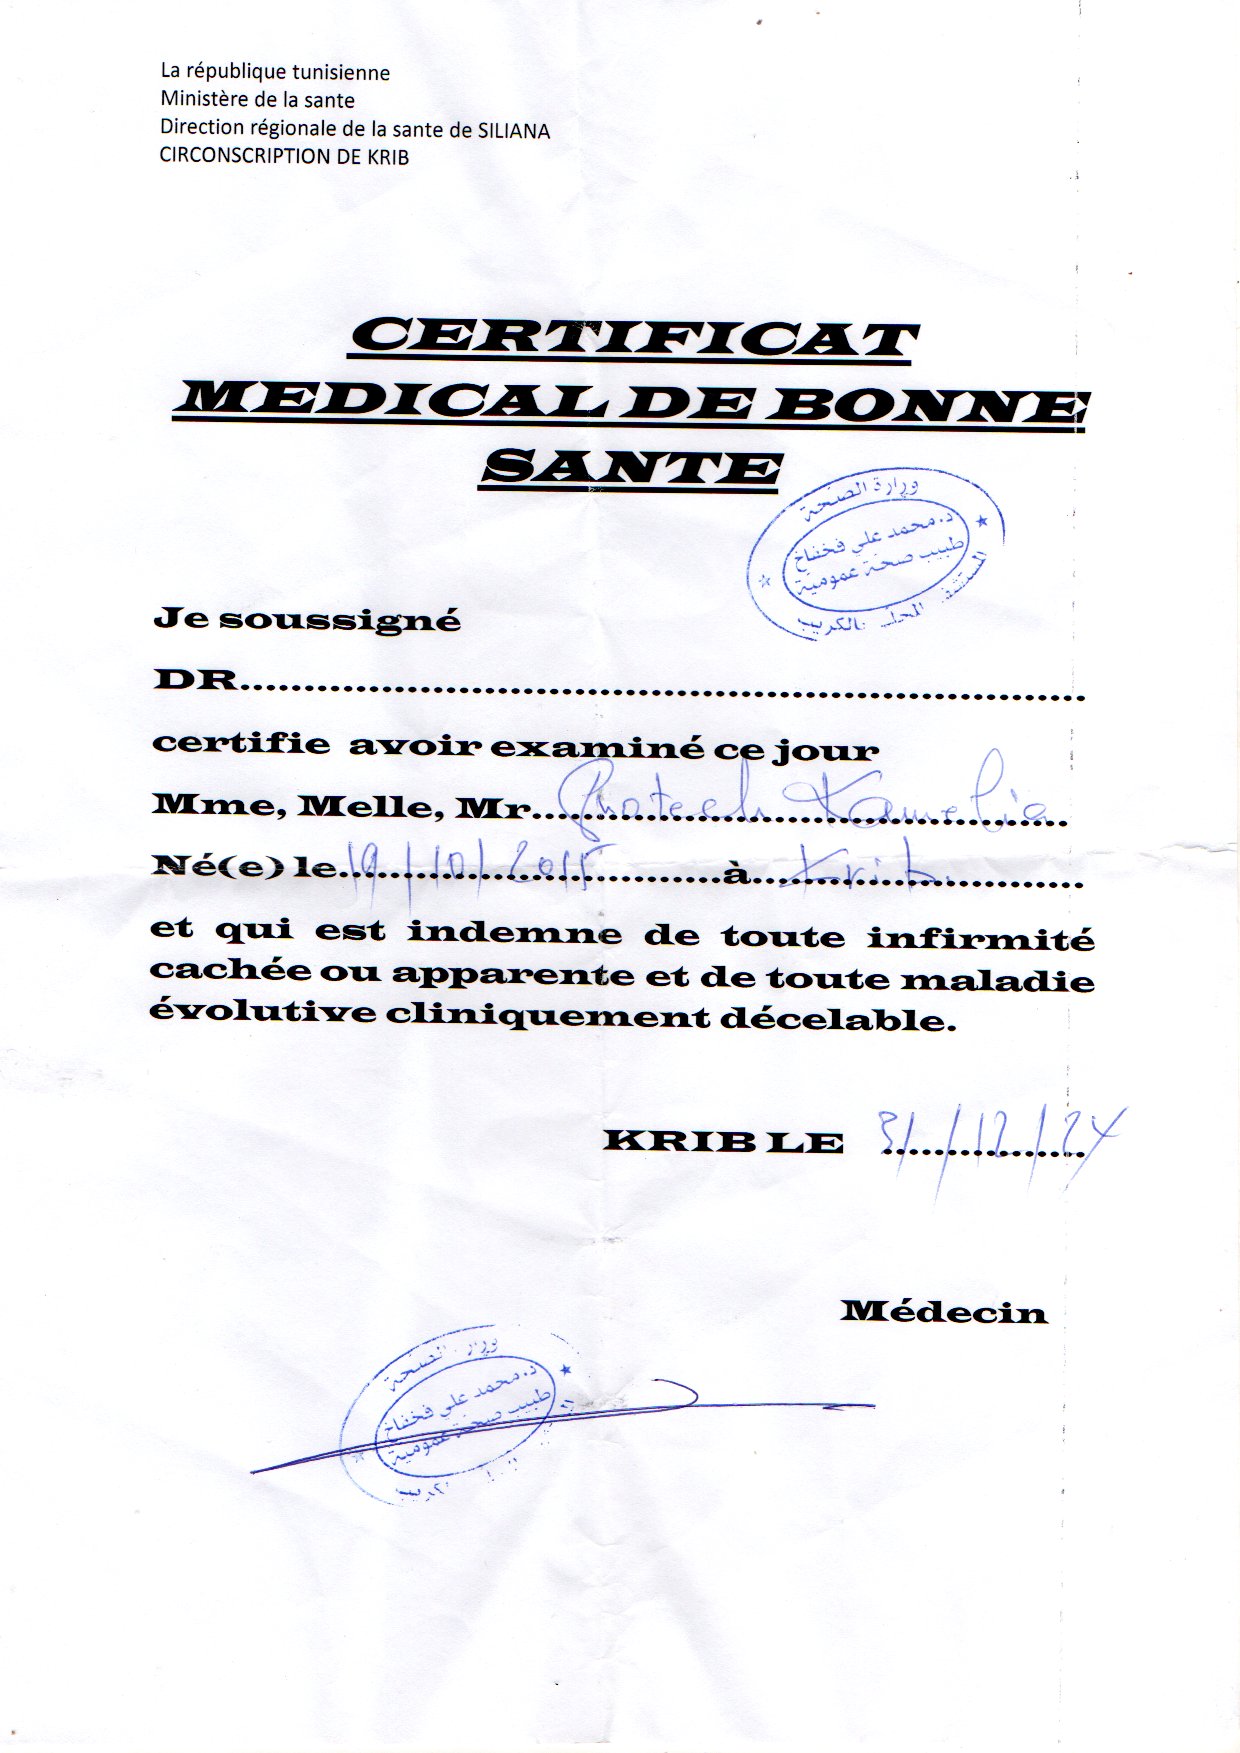 La république tunisienne
Ministère de la sante
Direction régionale de la sante de SILIANA
CIRCONSCRIPTION DE KRIB
CERTIFICAT
MEDICAL DE BONNE
SANTE
وزارة الصحة
د. محمد علي فخفاخ
طبيب صحة عمومية
المستشفى المحلي بالكريب
Je soussigné
DR..................................................................
certifie avoir examiné ce jour
Mme, Melle, Mr. Kamelia
Né(e) le 19/10/2015 à Krib
et qui est indemne de toute infirmité
cachée ou apparente et de toute maladie
évolutive cliniquement décelable.
KRIB LE 31/12/24
Médecin
وزارة الصحة
د. محمد علي فخفاخ
طبيب صحة عمومية